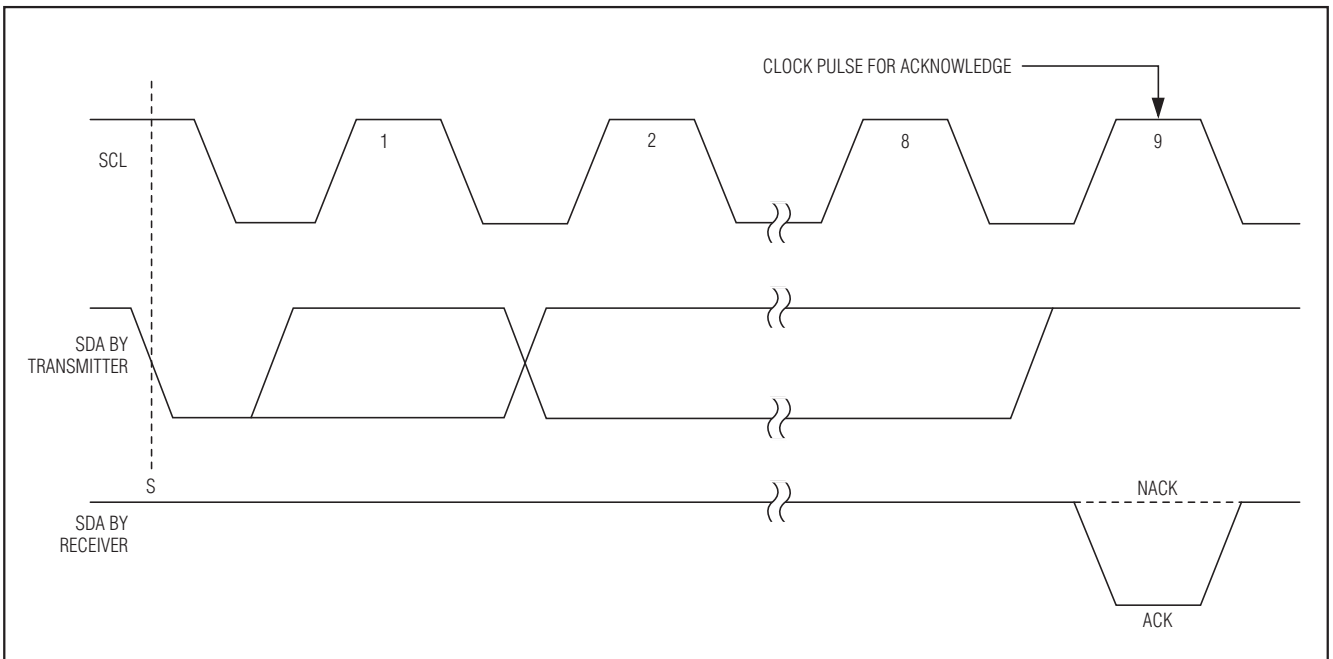 CLOCK PULSE FOR ACKNOWLEDGE
SCL
1
2
8
9
SDA BY
TRANSMITTER
S
SDA BY
RECEIVER
NACK
ACK